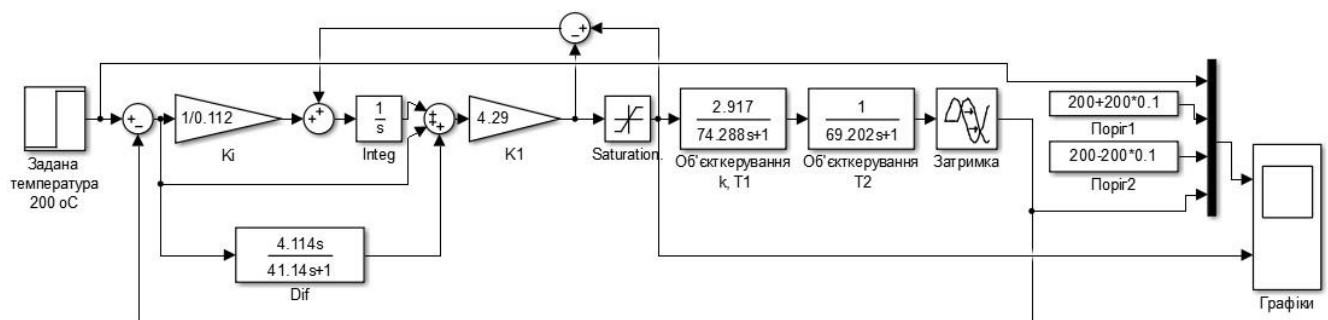 Задана
температура
200 оС
1/0.112
Ki
1
s
Integ
4.114s
41.14s+1
Dif
4.29
K1
Saturation.
2.917
74.288s+1
Об'єкткерування
k, T1
1
69.202s+1
Об'єкткерування
T2
Затримка
200+200*0.1
Поріг1
200-200*0.1
Поріг2
Графіки